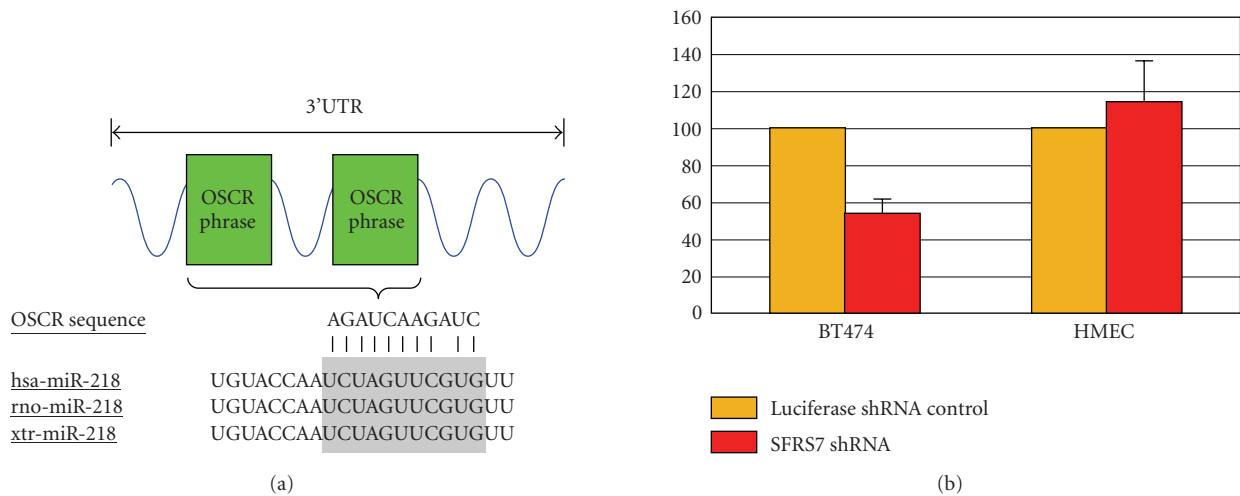 3'UTR
OSCR
phrase
OSCR
phrase
OSCR sequence
AGAUCAAGAUC
hsa-miR-218
UGUACCAAUCUAGUUCGUGUU
rno-miR-218
UGUACCAAUCUAGUUCGUGUU
xtr-miR-218
UGUACCAAUCUAGUUCGUGUU
(a)
160
140
120
100
80
60
40
20
0
BT474
HMEC
Luciferase shRNA control
SFRS7 shRNA
(b)